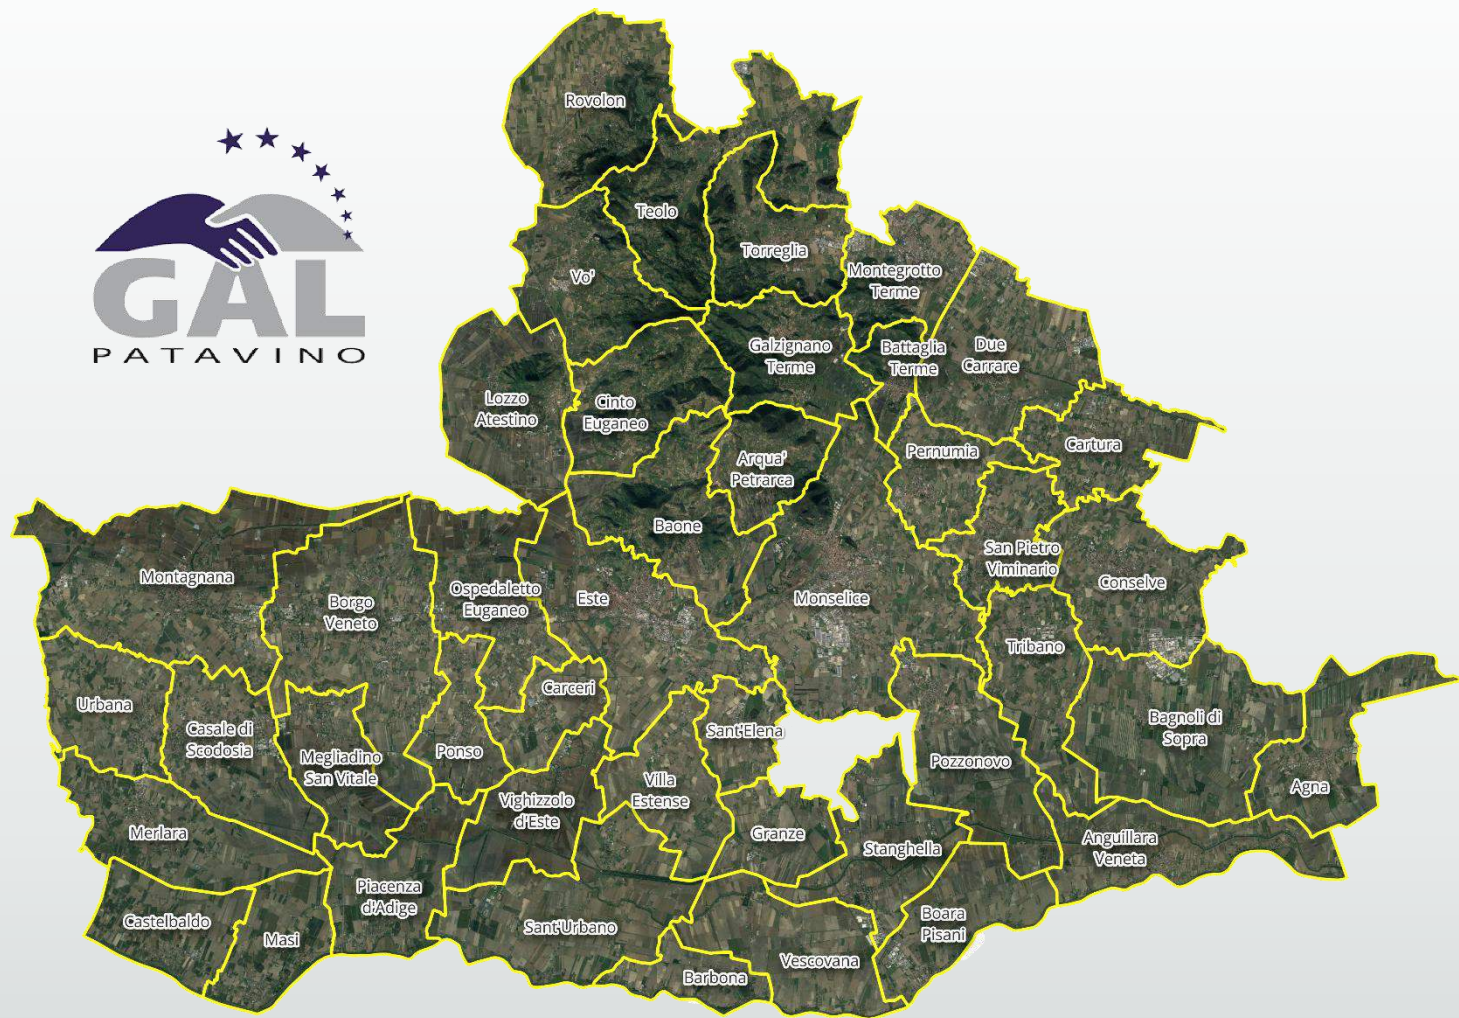 Rovolon
Teolo
Torreglia
Vo'
Montegrotto
Terme
Galzignano
Terme
Battaglia
Terme
Due
Carrare
Lozzo
Atestino
Cinto
Euganeo
Cartura
Pernumia
Arqua'
Petrarca
Baone
San Pietro
Viminario
Conselve
Montagnana
Borgo
Veneto
Ospedaletto
Euganeo
Este
Monselice
Tribano
Urbana
Casale di
Scodosia
Megliadino
San Vitale
Ponso
Carceri
Sant'Elena
Bagnoli di
Sopra
Pozzonovo
Agna
Villa
Estense
Vighizzolo
d'Este
Merlara
Granze
Stanghella
Anguillara
Veneta
Piacenza
d'Adige
Castelbaldo
Masi
Sant'Urbano
Boara
Pisani
Vescovana
Barbona
GAL
PATAVINO